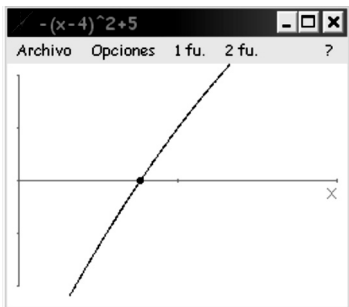 -(x-4)^2+5
Archivo Opciones 1 fu. 2 fu. ?
X